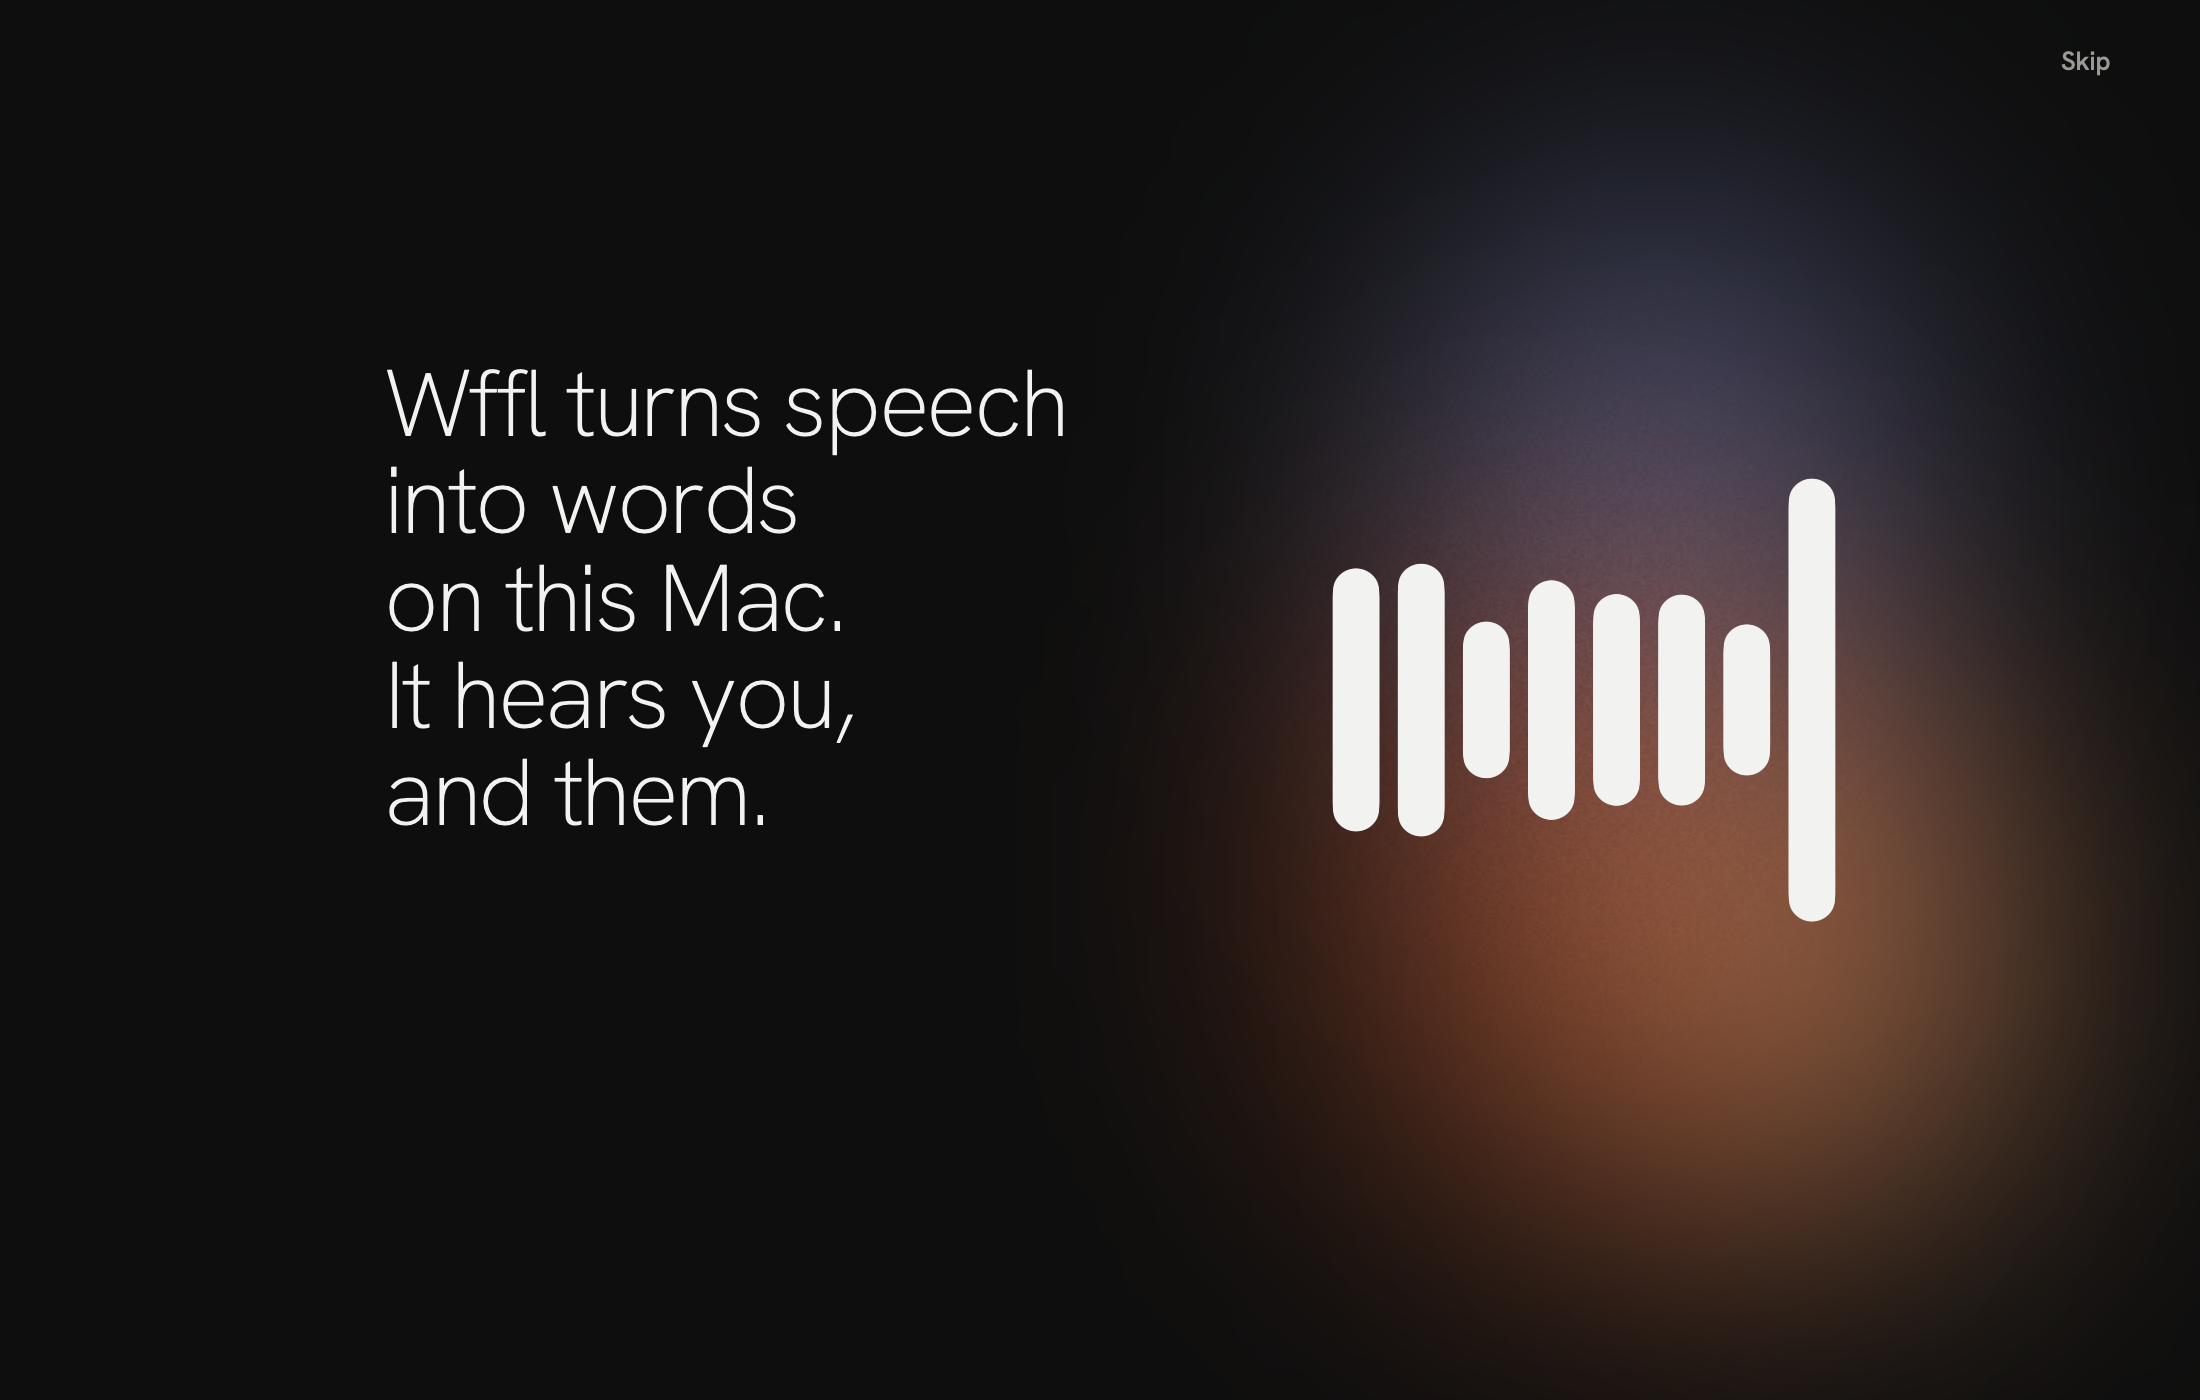 Skip
Wffl turns speech
into words
on this Mac.
It hears you,
and them.